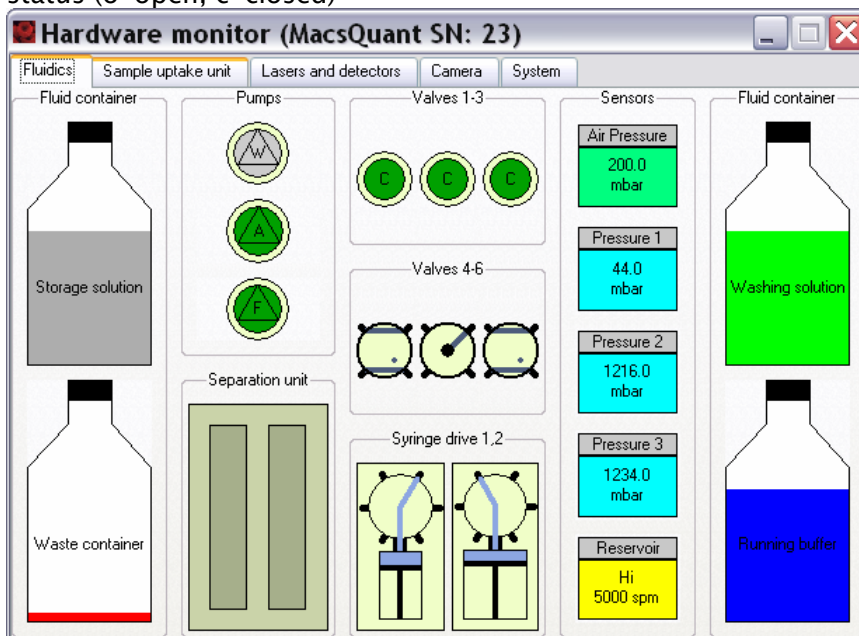 status (o=open, c=closed)
Hardware monitor (MacsQuant SN: 23)
Fluidics
Sample uptake unit
Lasers and detectors
Camera
System
Fluid container
Storage solution
Waste container
Pumps
W
A
F
Separation unit
Valves 1-3
C C C
Valves 4-6
Syringe drive 1,2
Sensors
Air Pressure
200.0
mbar
Pressure 1
44.0
mbar
Pressure 2
1216.0
mbar
Pressure 3
1234.0
mbar
Reservoir
Hi
5000 spm
Fluid container
Washing solution
Running buffer